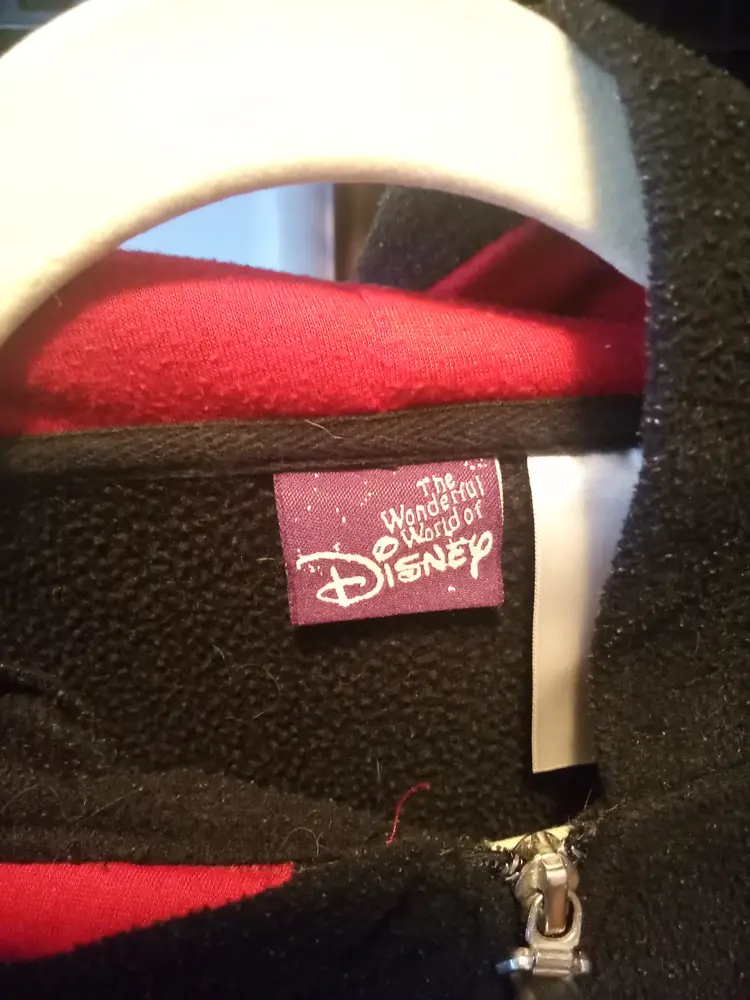 The
Wonderful
World of
DISNEY